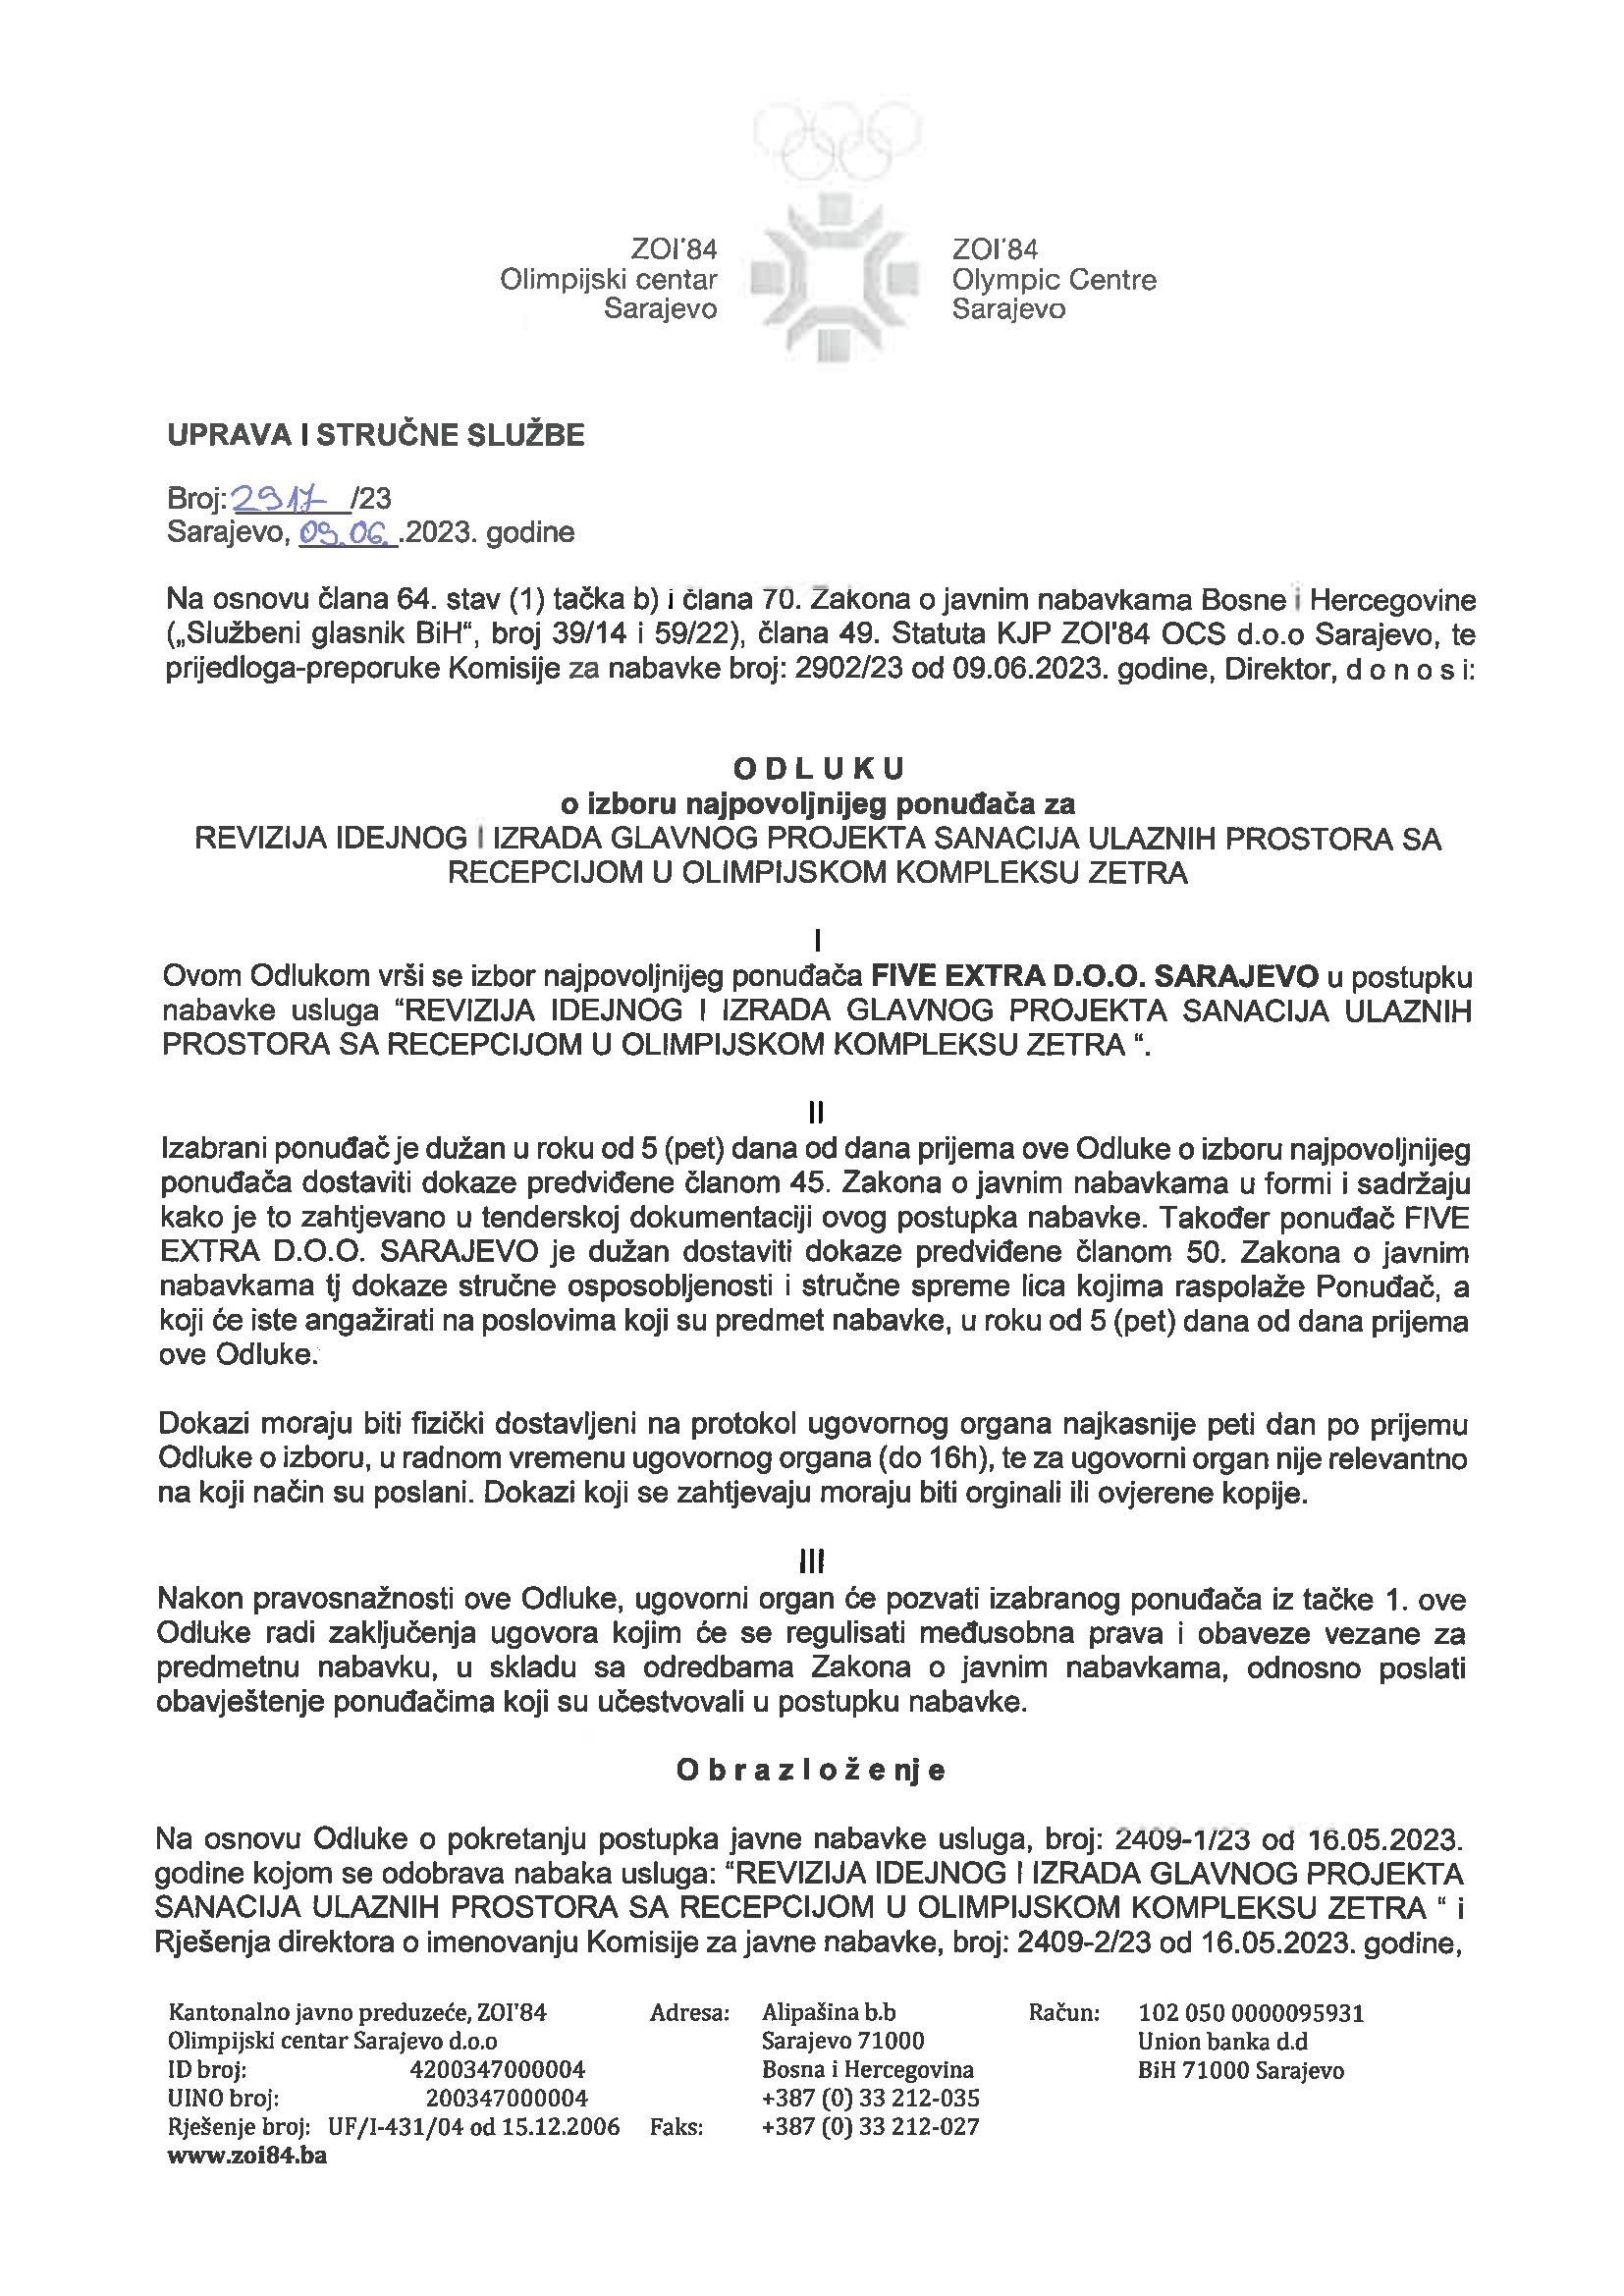 ZOI'84
Olimpijski centar
Sarajevo
ZOI'84
Olympic Centre
Sarajevo
UPRAVA I STRUČNE SLUŽBE
Broj: 2917 /23
Sarajevo, 09.06. .2023. godine
Na osnovu člana 64. stav (1) tačka b) i člana 70. Zakona o javnim nabavkama Bosne i Hercegovine
(„Službeni glasnik BiH“, broj 39/14 i 59/22), člana 49. Statuta KJP ZOI'84 OCS d.o.o Sarajevo, te
prijedloga-preporuke Komisije za nabavke broj: 2902/23 od 09.06.2023. godine, Direktor, d o n o s i:
O D L U K U
o izboru najpovoljnijeg ponuđača za
REVIZIJA IDEJNOG I IZRADA GLAVNOG PROJEKTA SANACIJA ULAZNIH PROSTORA SA
RECEPCIJOM U OLIMPIJSKOM KOMPLEKSU ZETRA
I
Ovom Odlukom vrši se izbor najpovoljnijeg ponuđača FIVE EXTRA D.O.O. SARAJEVO u postupku
nabavke usluga “REVIZIJA IDEJNOG I IZRADA GLAVNOG PROJEKTA SANACIJA ULAZNIH
PROSTORA SA RECEPCIJOM U OLIMPIJSKOM KOMPLEKSU ZETRA “.
II
Izabrani ponuđač je dužan u roku od 5 (pet) dana od dana prijema ove Odluke o izboru najpovoljnijeg
ponuđača dostaviti dokaze predviđene članom 45. Zakona o javnim nabavkama u formi i sadržaju
kako je to zahtjevano u tenderskoj dokumentaciji ovog postupka nabavke. Također ponuđač FIVE
EXTRA D.O.O. SARAJEVO je dužan dostaviti dokaze predviđene članom 50. Zakona o javnim
nabavkama tj dokaze stručne osposobljenosti i stručne spreme lica kojima raspolaže Ponuđač, a
koji će iste angažirati na poslovima koji su predmet nabavke, u roku od 5 (pet) dana od dana prijema
ove Odluke.
Dokazi moraju biti fizički dostavljeni na protokol ugovornog organa najkasnije peti dan po prijemu
Odluke o izboru, u radnom vremenu ugovornog organa (do 16h), te za ugovorni organ nije relevantno
na koji način su poslani. Dokazi koji se zahtjevaju moraju biti orginali ili ovjerene kopije.
III
Nakon pravosnažnosti ove Odluke, ugovorni organ će pozvati izabranog ponuđača iz tačke 1. ove
Odluke radi zaključenja ugovora kojim će se regulisati međusobna prava i obaveze vezane za
predmetnu nabavku, u skladu sa odredbama Zakona o javnim nabavkama, odnosno poslati
obavještenje ponuđačima koji su učestvovali u postupku nabavke.
O b r a z l o ž e nj e
Na osnovu Odluke o pokretanju postupka javne nabavke usluga, broj: 2409-1/23 od 16.05.2023.
godine kojom se odobrava nabaka usluga: “REVIZIJA IDEJNOG I IZRADA GLAVNOG PROJEKTA
SANACIJA ULAZNIH PROSTORA SA RECEPCIJOM U OLIMPIJSKOM KOMPLEKSU ZETRA “ i
Rješenja direktora o imenovanju Komisije za javne nabavke, broj: 2409-2/23 od 16.05.2023. godine,
Kantonalno javno preduzeće, ZOI'84 Adresa: Alipašina b.b Račun: 102 050 0000095931
Olimpijski centar Sarajevo d.o.o Sarajevo 71000 Union banka d.d
ID broj: 4200347000004 Bosna i Hercegovina BiH 71000 Sarajevo
UINO broj: 200347000004 +387 (0) 33 212-035
Rješenje broj: UF/I-431/04 od 15.12.2006 Faks: +387 (0) 33 212-027
www.zoi84.ba